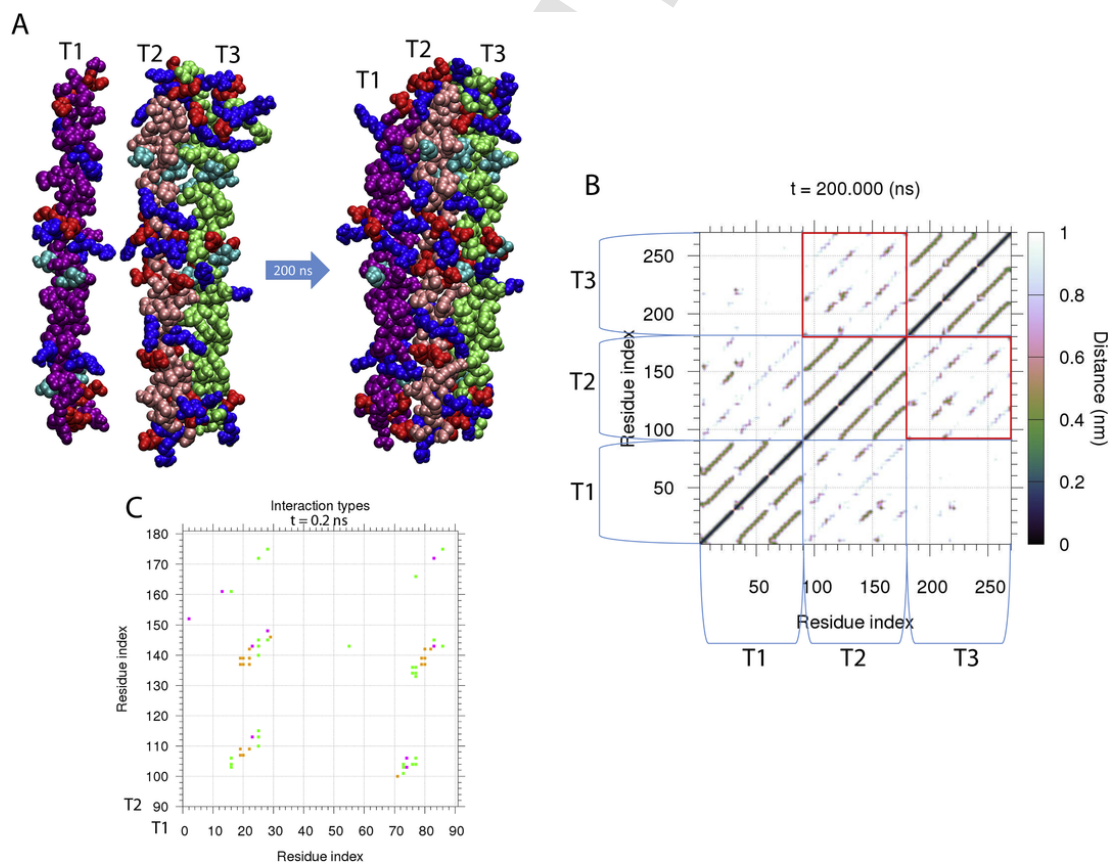 A
T1
T2
T3
200 ns
T1
T2
T3
B
t = 200.000 (ns)
T3
T2
T1
250
200
150
100
50
Residue index
50
100
150
200
250
Residue index
T1
T2
T3
1
0.8
0.6
0.4
0.2
0
Distance (nm)
C
Interaction types
t = 0.2 ns
180
170
160
150
140
130
120
110
100
90
Residue index
T2
T1
0 10 20 30 40 50 60 70 80 90
Residue index